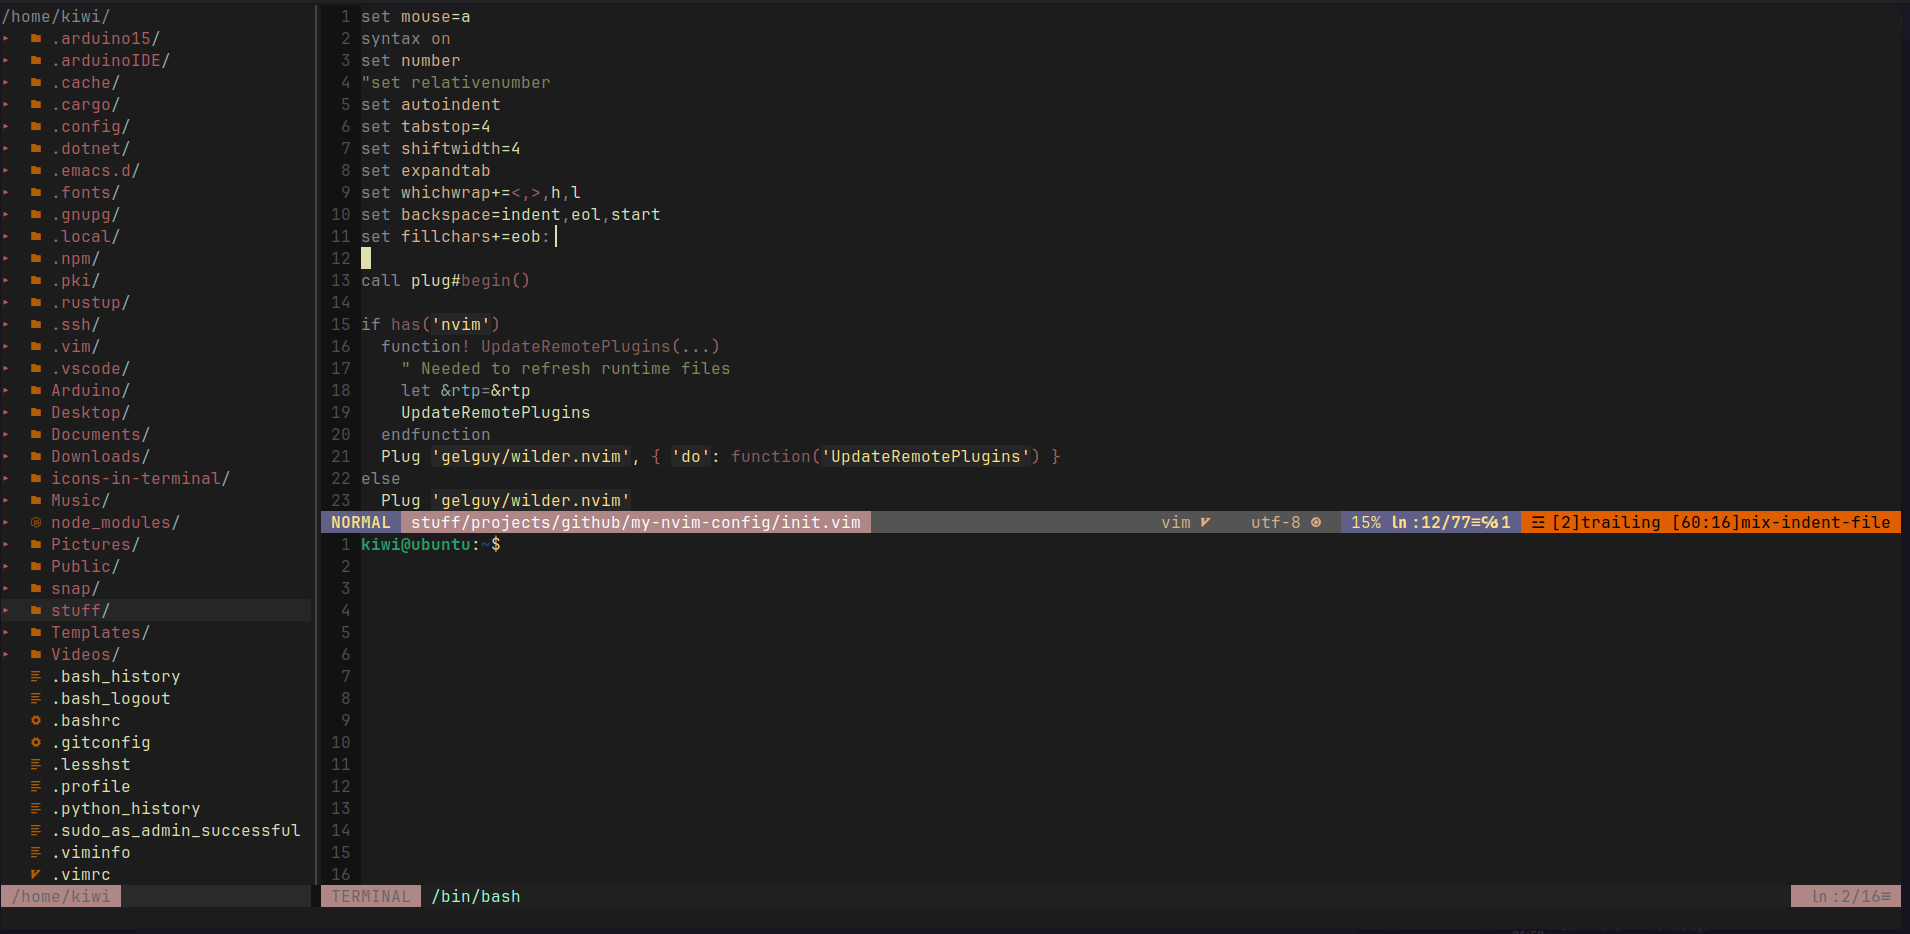 /home/kiwi/
▸ .arduino15/
▸ .arduinoIDE/
▸ .cache/
▸ .cargo/
▸ .config/
▸ .dotnet/
▸ .emacs.d/
▸ .fonts/
▸ .gnupg/
▸ .local/
▸ .npm/
▸ .pki/
▸ .rustup/
▸ .ssh/
▸ .vim/
▸ .vscode/
▸ Arduino/
▸ Desktop/
▸ Documents/
▸ Downloads/
▸ icons-in-terminal/
▸ Music/
▸ node_modules/
▸ Pictures/
▸ Public/
▸ snap/
▸ stuff/
▸ Templates/
▸ Videos/
.bash_history
.bash_logout
.bashrc
.gitconfig
.lesshst
.profile
.python_history
.sudo_as_admin_successful
.viminfo
.vimrc
/home/kiwi
1 set mouse=a
2 syntax on
3 set number
4 "set relativenumber
5 set autoindent
6 set tabstop=4
7 set shiftwidth=4
8 set expandtab
9 set whichwrap+=<,>,h,l
10 set backspace=indent,eol,start
11 set fillchars+=eob:
12
13 call plug#begin()
14
15 if has('nvim')
16   function! UpdateRemotePlugins(...)
17     " Needed to refresh runtime files
18     let &rtp=&rtp
19     UpdateRemotePlugins
20   endfunction
21   Plug 'gelguy/wilder.nvim', { 'do': function('UpdateRemotePlugins') }
22 else
23   Plug 'gelguy/wilder.nvim'
NORMAL stuff/projects/github/my-nvim-config/init.vim vim utf-8 15% ln:12/77≡℅1 ☲ [2]trailing [60:16]mix-indent-file
1 kiwi@ubuntu:~$
2
3
4
5
6
7
8
9
10
11
12
13
14
15
16
TERMINAL /bin/bash ln:2/16≡